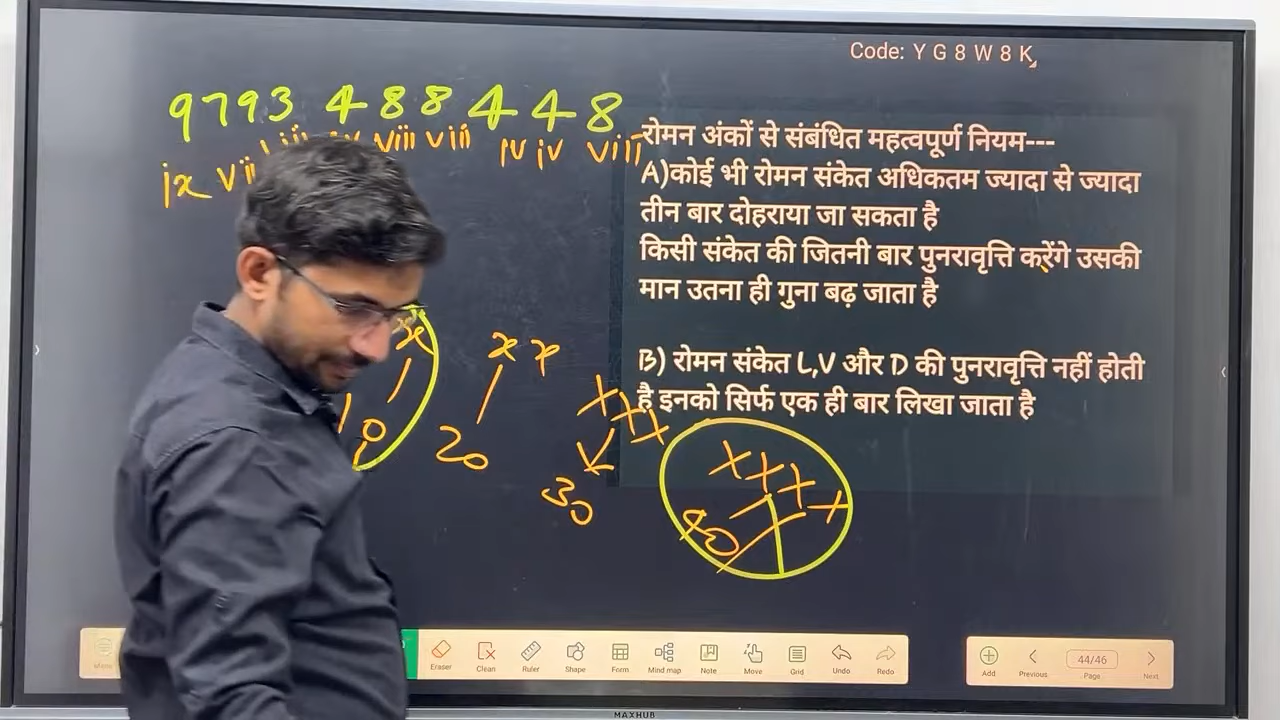 Code: Y G 8 W 8 K
9793 488 448
ix vii viii viii iv iv viii
रोमन अंकों से संबंधित महत्वपूर्ण नियम---
A)कोई भी रोमन संकेत अधिकतम ज्यादा से ज्यादा
तीन बार दोहराया जा सकता है
किसी संकेत की जितनी बार पुनरावृत्ति करेंगे उसकी
मान उतना ही गुना बढ़ जाता है
B) रोमन संकेत L,V और D की पुनरावृत्ति नहीं होती
है इनको सिर्फ एक ही बार लिखा जाता है
x
10
x x
20
XXX
30
XXXX
40
Menu
Eraser
Clean
Ruler
Shape
Form
Mind map
Note
Move
Grid
Undo
Redo
Add
Previous
44/46
Page
Next
MAXHUB